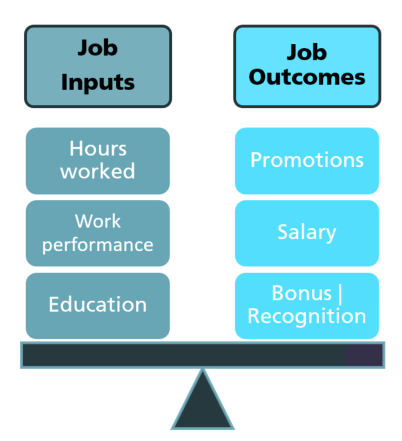 Job
Inputs
Hours
worked
Work
performance
Education
Job
Outcomes
Promotions
Salary
Bonus |
Recognition